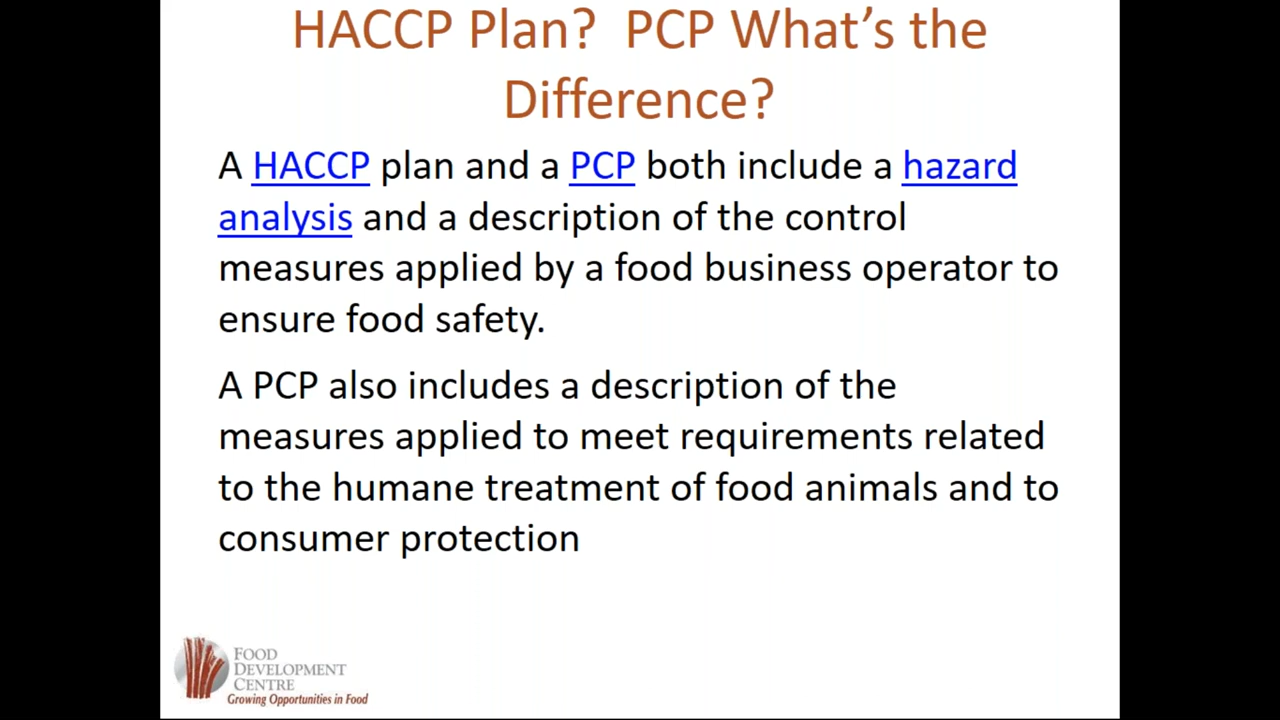 HACCP Plan? PCP What’s the
Difference?
A HACCP plan and a PCP both include a hazard
analysis and a description of the control
measures applied by a food business operator to
ensure food safety.
A PCP also includes a description of the
measures applied to meet requirements related
to the humane treatment of food animals and to
consumer protection
FOOD
DEVELOPMENT
CENTRE
Growing Opportunities in Food